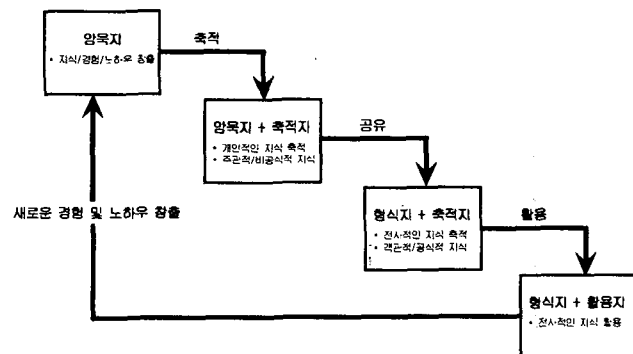 암묵지
• 지식/경험/노하우 창출
축적
암묵지 + 축적지
• 개인적인 지식 축적
• 주관적/비공식적 지식
공유
형식지 + 축적지
• 전사적인 지식 축적
• 객관적/공식적 지식
활용
형식지 + 활용지
• 전사적인 지식 활용
새로운 경험 및 노하우 창출